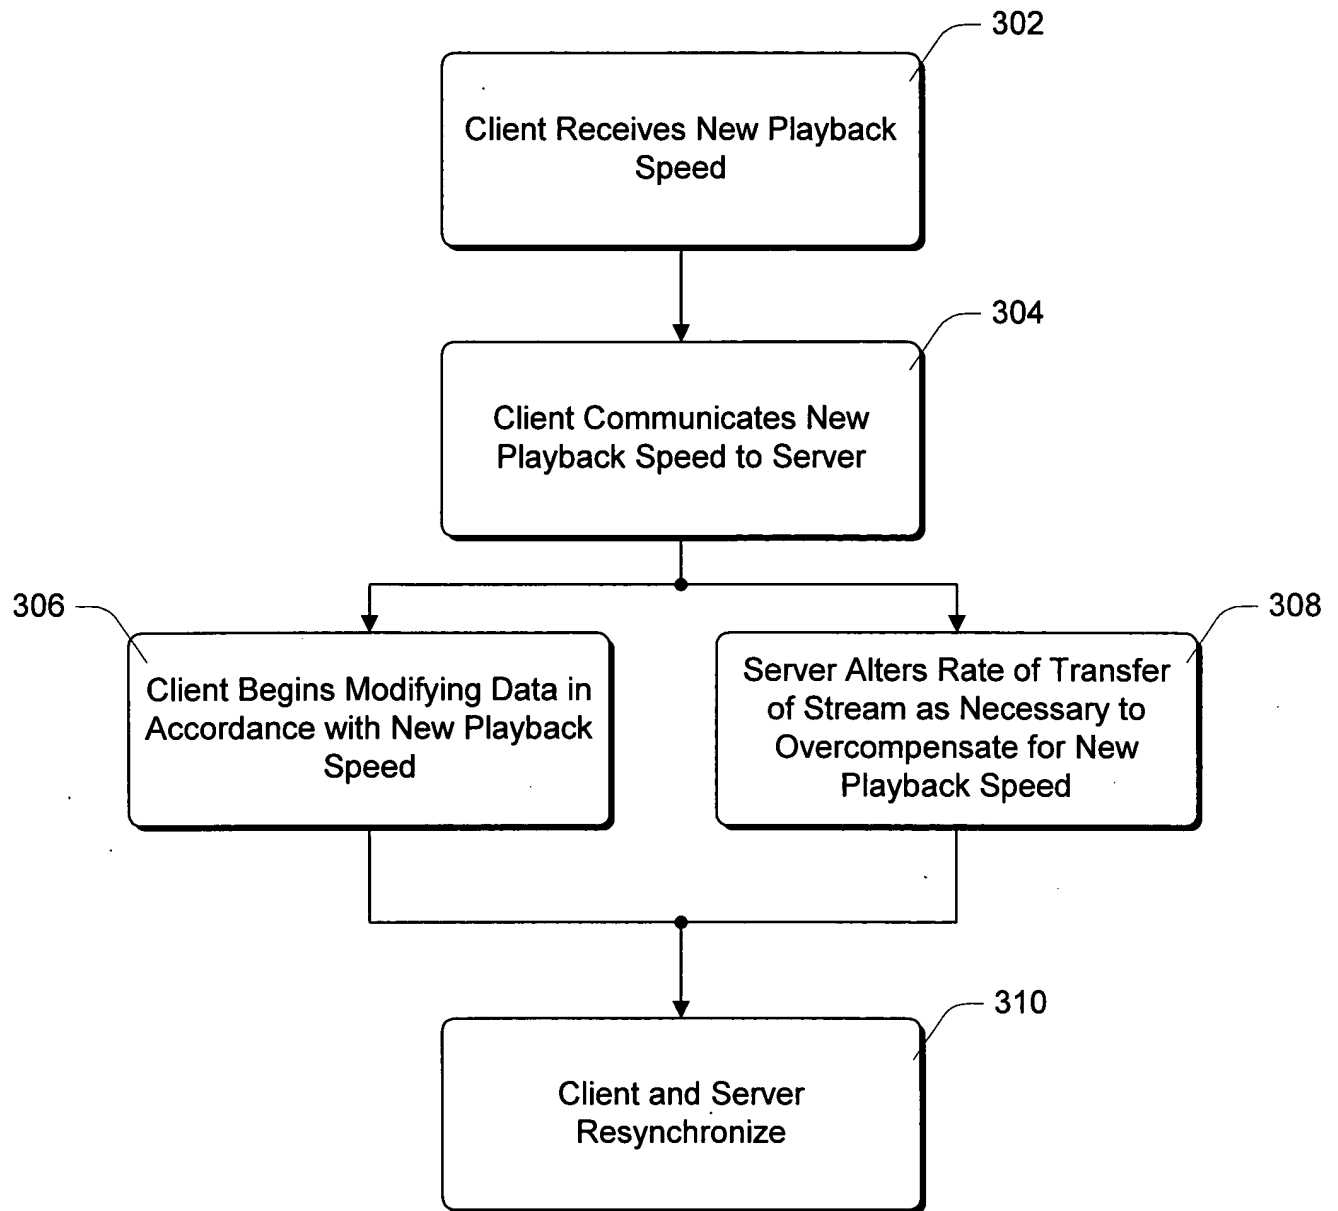 302
Client Receives New Playback
Speed
304
Client Communicates New
Playback Speed to Server
306
Client Begins Modifying Data in
Accordance with New Playback
Speed
308
Server Alters Rate of Transfer
of Stream as Necessary to
Overcompensate for New
Playback Speed
310
Client and Server
Resynchronize